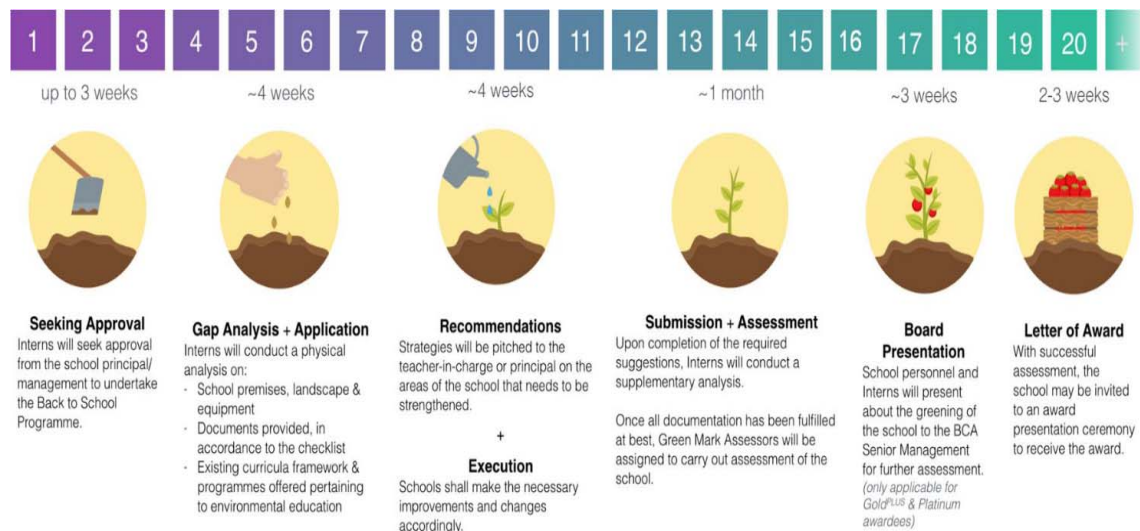 1 2 3 4 5 6 7 8 9 10 11 12 13 14 15 16 17 18 19 20 +
up to 3 weeks
~4 weeks
~4 weeks
~1 month
~3 weeks
2-3 weeks
Seeking Approval
Interns will seek approval
from the school principal/
management to undertake
the Back to School
Programme.
Gap Analysis + Application
Interns will conduct a physical
analysis on:
- School premises, landscape &
equipment
- Documents provided, in
accordance to the checklist
- Existing curricula framework &
programmes offered pertaining
to environmental education
Recommendations
Strategies will be pitched to the
teacher-in-charge or principal on the
areas of the school that needs to be
strengthened.
+
Execution
Schools shall make the necessary
improvements and changes
accordingly.
Submission + Assessment
Upon completion of the required
suggestions, Interns will conduct a
supplementary analysis.
Once all documentation has been fulfilled
at best, Green Mark Assessors will be
assigned to carry out assessment of the
school.
Board
Presentation
School personnel and
Interns will present
about the greening of
the school to the BCA
Senior Management
for further assessment.
(only applicable for
GoldPLUS & Platinum
awardees)
Letter of Award
With successful
assessment, the
school may be invited
to an award
presentation ceremony
to receive the award.